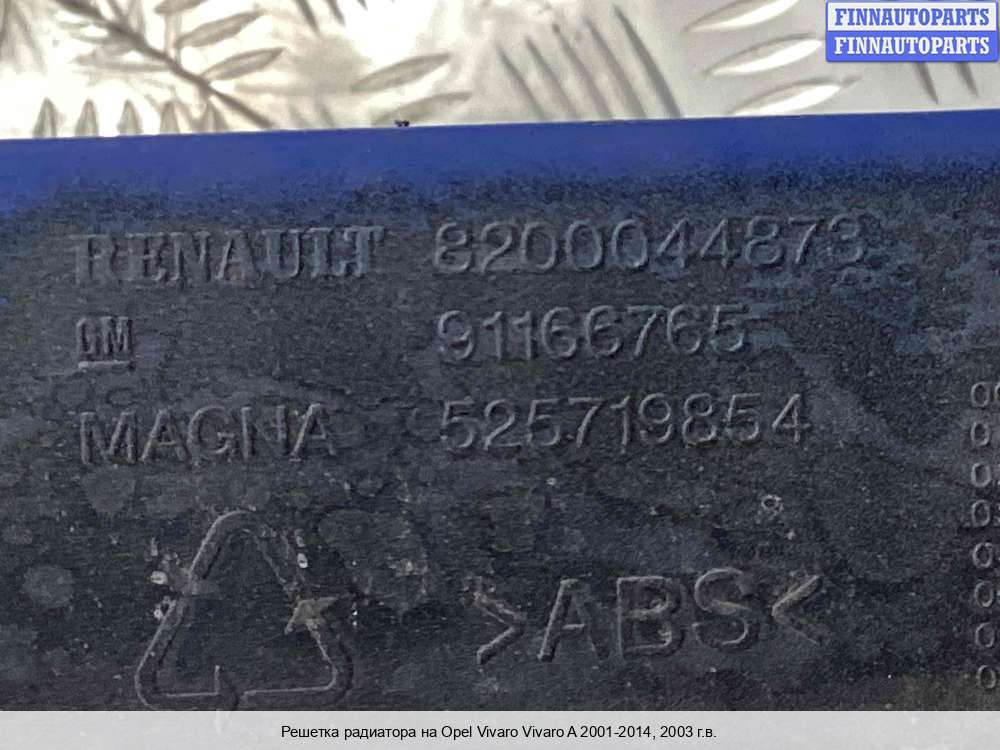 FINNAUTOPARTS
FINNAUTOPARTS
RENAULT 8200044873
GM 91166765
MAGNA 525719854
>ABS<
Решетка радиатора на Opel Vivaro Vivaro A 2001-2014, 2003 г.в.